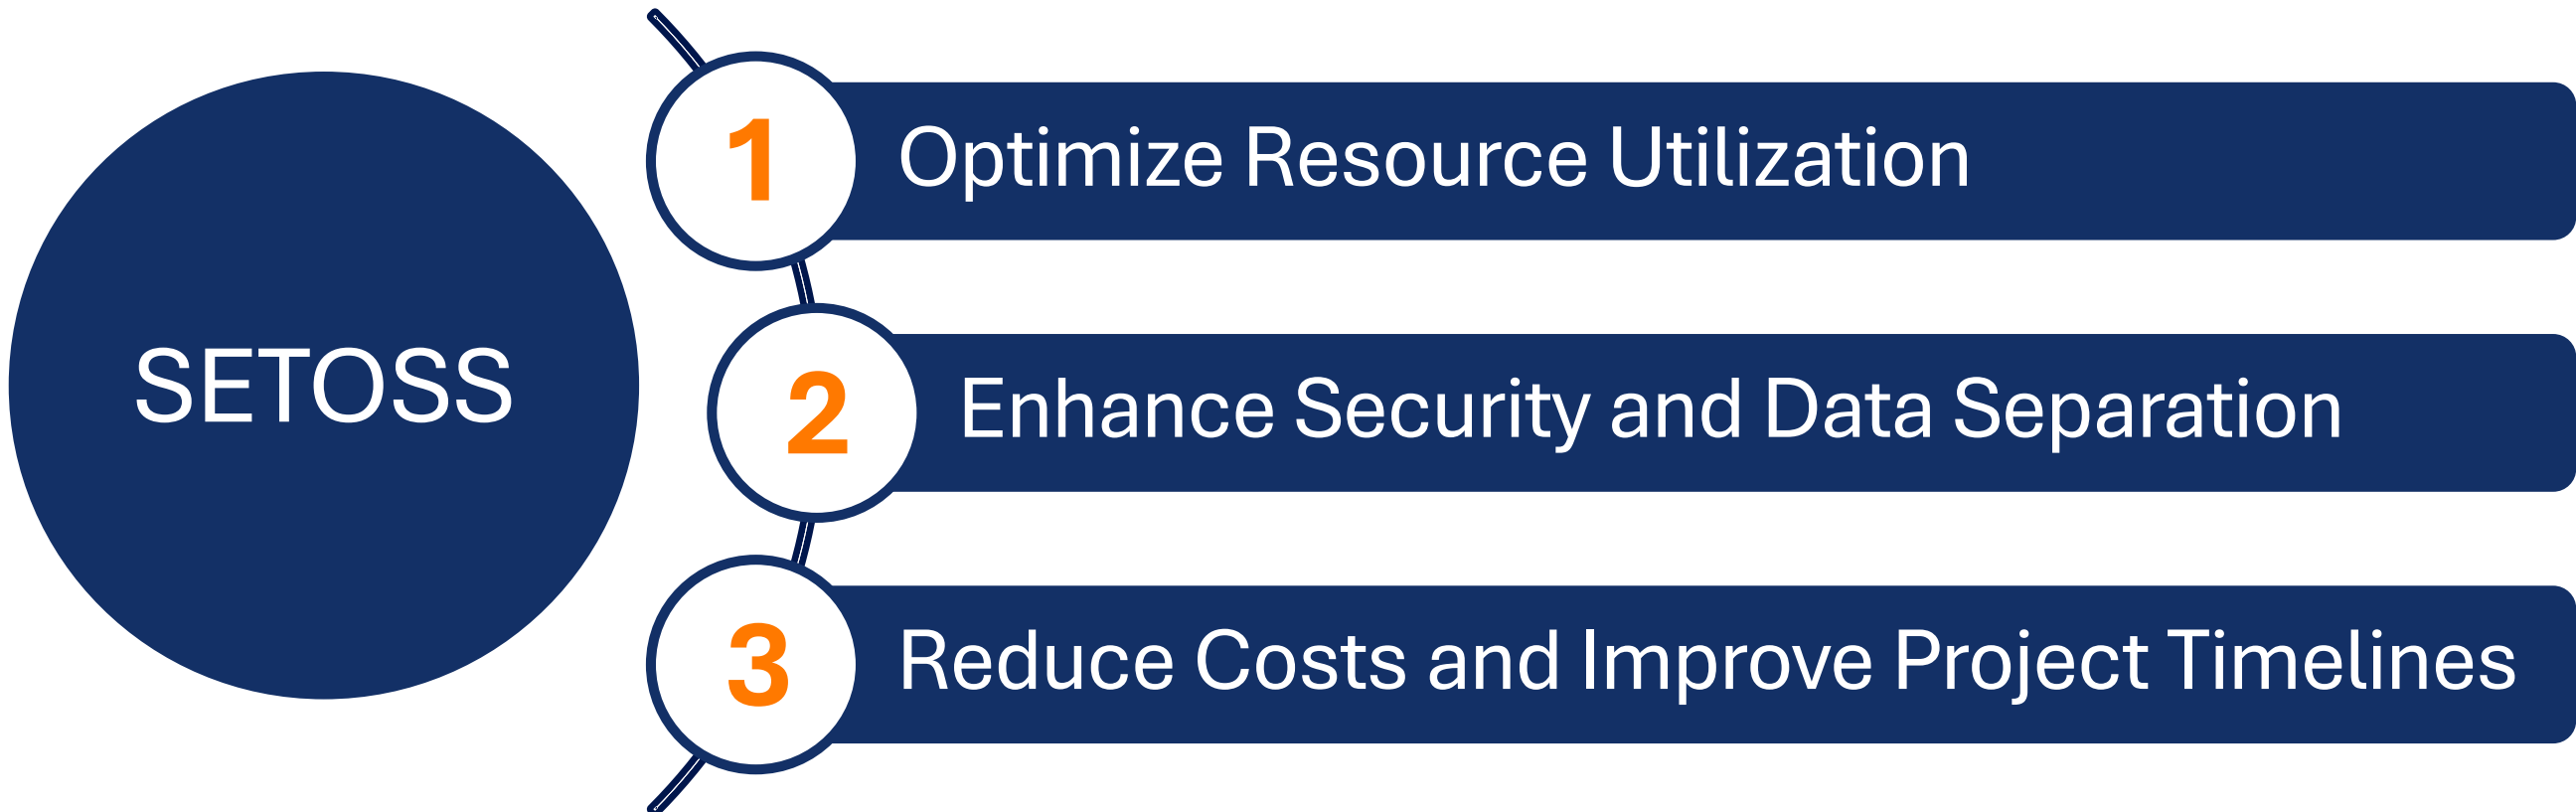 SETOSS
1
Optimize Resource Utilization
2
Enhance Security and Data Separation
3
Reduce Costs and Improve Project Timelines